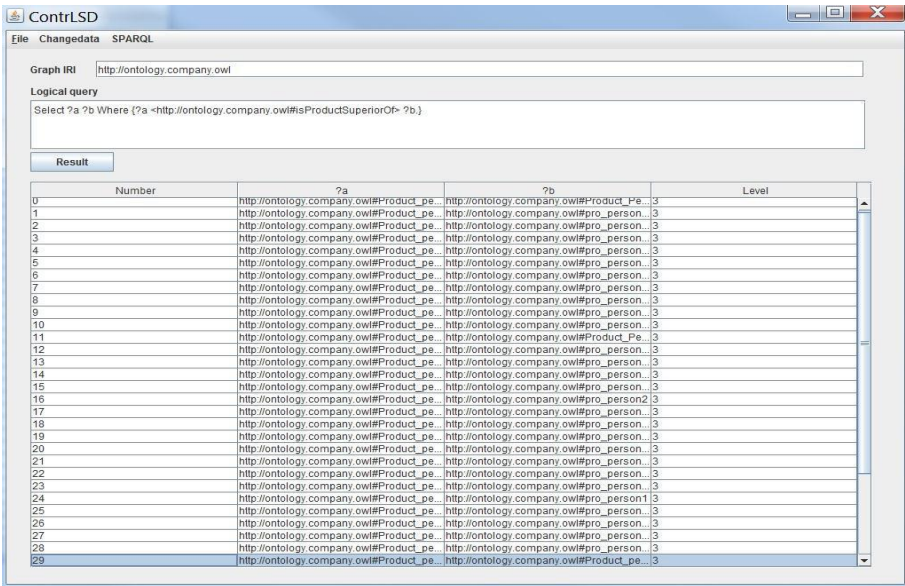 ContrLSD
File Changedata SPARQL
Graph IRI http://ontology.company.owl
Logical query
Select ?a ?b Where {?a <http://ontology.company.owl#isProductSuperiorOf> ?b.}
Result
Number ?a ?b Level
0 http://ontology.company.owl#Product_pe... http://ontology.company.owl#Product_Pe... 3
1 http://ontology.company.owl#Product_pe... http://ontology.company.owl#pro_person... 3
2 http://ontology.company.owl#Product_pe... http://ontology.company.owl#pro_person... 3
3 http://ontology.company.owl#Product_pe... http://ontology.company.owl#pro_person... 3
4 http://ontology.company.owl#Product_pe... http://ontology.company.owl#pro_person... 3
5 http://ontology.company.owl#Product_pe... http://ontology.company.owl#pro_person... 3
6 http://ontology.company.owl#Product_pe... http://ontology.company.owl#pro_person... 3
7 http://ontology.company.owl#Product_pe... http://ontology.company.owl#pro_person... 3
8 http://ontology.company.owl#Product_pe... http://ontology.company.owl#pro_person... 3
9 http://ontology.company.owl#Product_pe... http://ontology.company.owl#pro_person... 3
10 http://ontology.company.owl#Product_pe... http://ontology.company.owl#pro_person... 3
11 http://ontology.company.owl#Product_pe... http://ontology.company.owl#Product_Pe... 3
12 http://ontology.company.owl#Product_pe... http://ontology.company.owl#pro_person... 3
13 http://ontology.company.owl#Product_pe... http://ontology.company.owl#pro_person... 3
14 http://ontology.company.owl#Product_pe... http://ontology.company.owl#pro_person... 3
15 http://ontology.company.owl#Product_pe... http://ontology.company.owl#pro_person... 3
16 http://ontology.company.owl#Product_pe... http://ontology.company.owl#pro_person2 3
17 http://ontology.company.owl#Product_pe... http://ontology.company.owl#pro_person... 3
18 http://ontology.company.owl#Product_pe... http://ontology.company.owl#pro_person... 3
19 http://ontology.company.owl#Product_pe... http://ontology.company.owl#pro_person... 3
20 http://ontology.company.owl#Product_pe... http://ontology.company.owl#pro_person... 3
21 http://ontology.company.owl#Product_pe... http://ontology.company.owl#pro_person... 3
22 http://ontology.company.owl#Product_pe... http://ontology.company.owl#pro_person... 3
23 http://ontology.company.owl#Product_pe... http://ontology.company.owl#pro_person... 3
24 http://ontology.company.owl#Product_pe... http://ontology.company.owl#pro_person1 3
25 http://ontology.company.owl#Product_pe... http://ontology.company.owl#pro_person... 3
26 http://ontology.company.owl#Product_pe... http://ontology.company.owl#pro_person... 3
27 http://ontology.company.owl#Product_pe... http://ontology.company.owl#pro_person... 3
28 http://ontology.company.owl#Product_pe... http://ontology.company.owl#pro_person... 3
29 http://ontology.company.owl#Product_pe... http://ontology.company.owl#Product_pe... 3